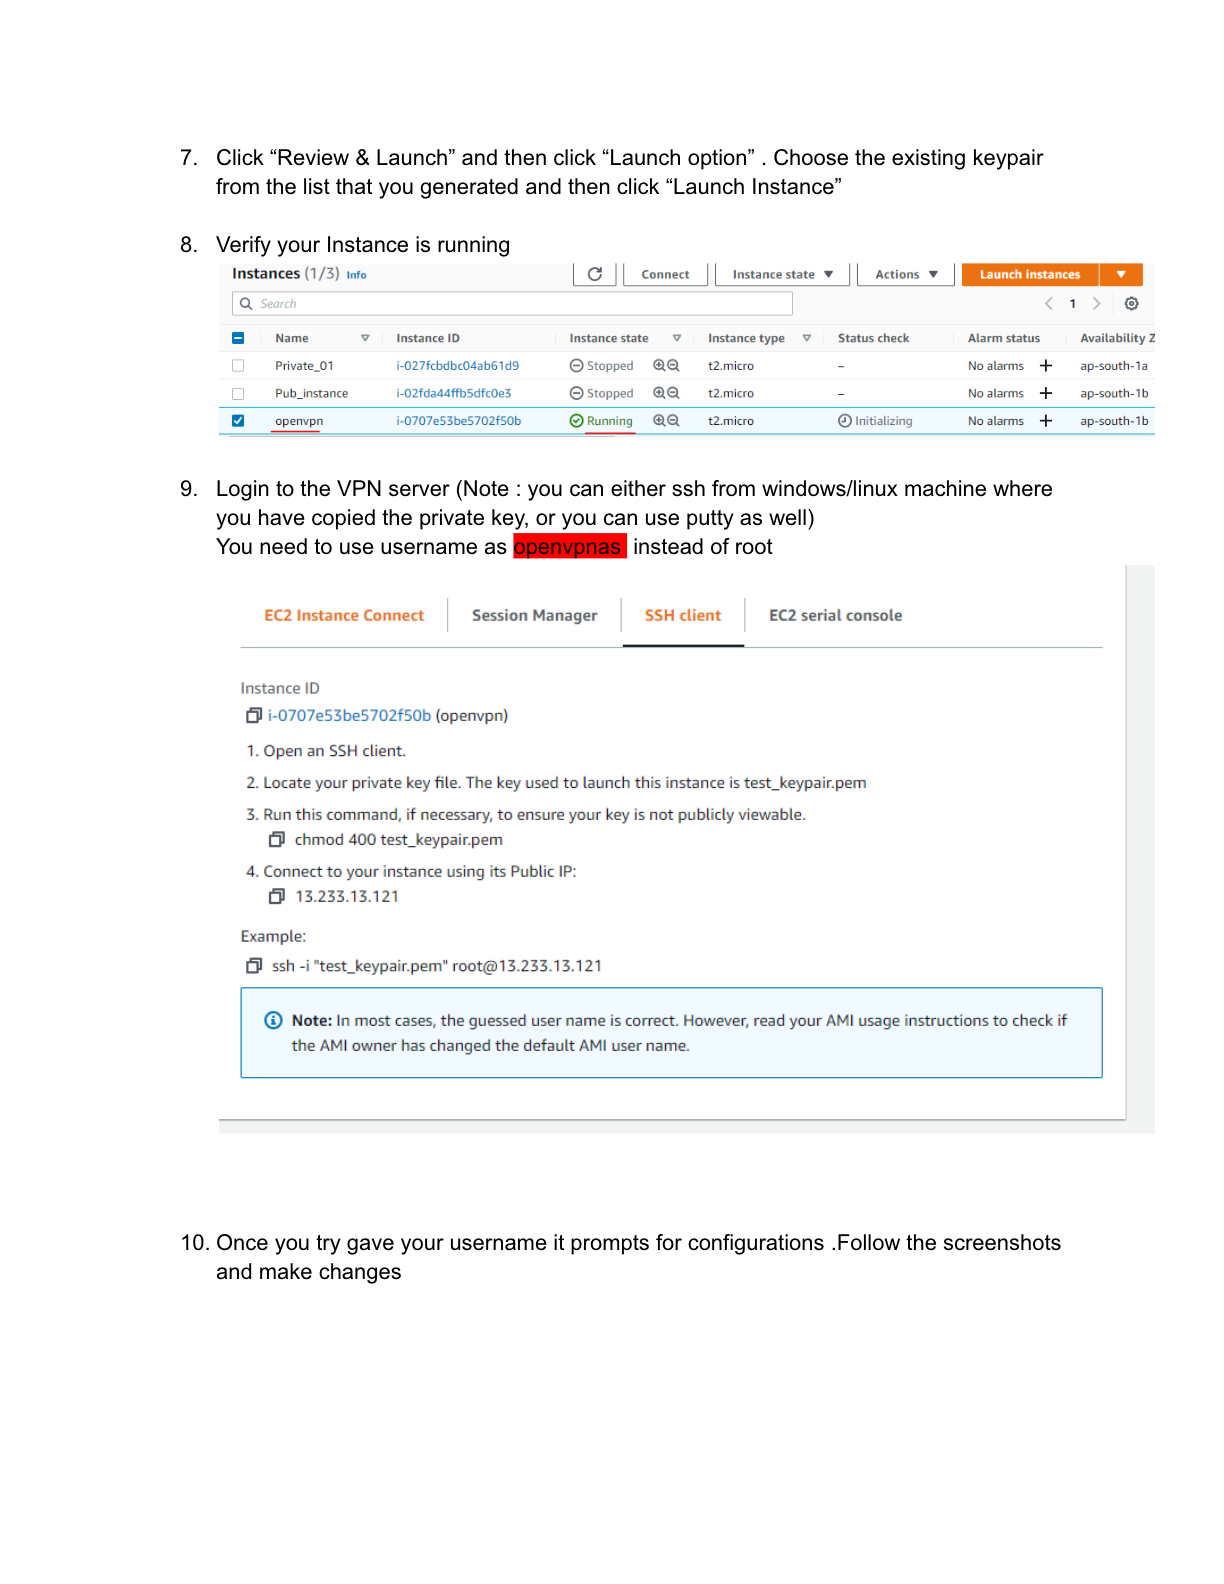 7. Click “Review & Launch” and then click “Launch option” . Choose the existing keypair
from the list that you generated and then click “Launch Instance”
8. Verify your Instance is running
Instances (1/3) Info Connect Instance state Actions Launch instances
Search 1
Name Instance ID Instance state Instance type Status check Alarm status Availability Z
Private_01 i-027fcbdbc04ab61d9 Stopped t2.micro – No alarms + ap-south-1a
Pub_instance i-02fda44ffb5dfc0e3 Stopped t2.micro – No alarms + ap-south-1b
openvpn i-0707e53be5702f50b Running t2.micro Initializing No alarms + ap-south-1b
9. Login to the VPN server (Note : you can either ssh from windows/linux machine where
you have copied the private key, or you can use putty as well)
You need to use username as openvpnas instead of root
EC2 Instance Connect Session Manager SSH client EC2 serial console
Instance ID
i-0707e53be5702f50b (openvpn)
1. Open an SSH client.
2. Locate your private key file. The key used to launch this instance is test_keypair.pem
3. Run this command, if necessary, to ensure your key is not publicly viewable.
chmod 400 test_keypair.pem
4. Connect to your instance using its Public IP:
13.233.13.121
Example:
ssh -i "test_keypair.pem" root@13.233.13.121
Note: In most cases, the guessed user name is correct. However, read your AMI usage instructions to check if
the AMI owner has changed the default AMI user name.
10. Once you try gave your username it prompts for configurations .Follow the screenshots
and make changes